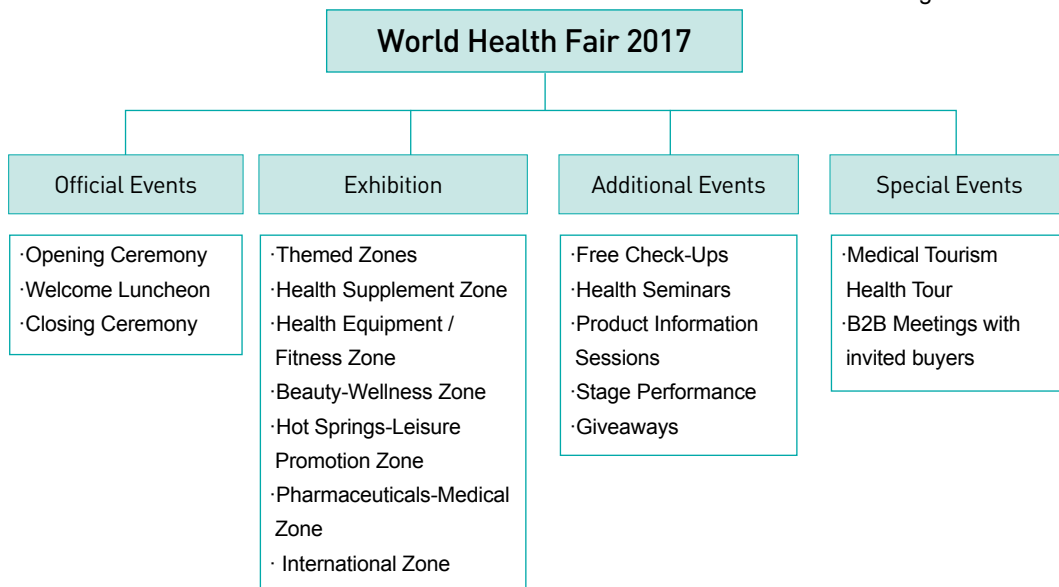 World Health Fair 2017
Official Events
·Opening Ceremony
·Welcome Luncheon
·Closing Ceremony
Exhibition
·Themed Zones
·Health Supplement Zone
·Health Equipment /
Fitness Zone
·Beauty-Wellness Zone
·Hot Springs-Leisure
Promotion Zone
·Pharmaceuticals-Medical
Zone
· International Zone
Additional Events
·Free Check-Ups
·Health Seminars
·Product Information
Sessions
·Stage Performance
·Giveaways
Special Events
·Medical Tourism
Health Tour
·B2B Meetings with
invited buyers